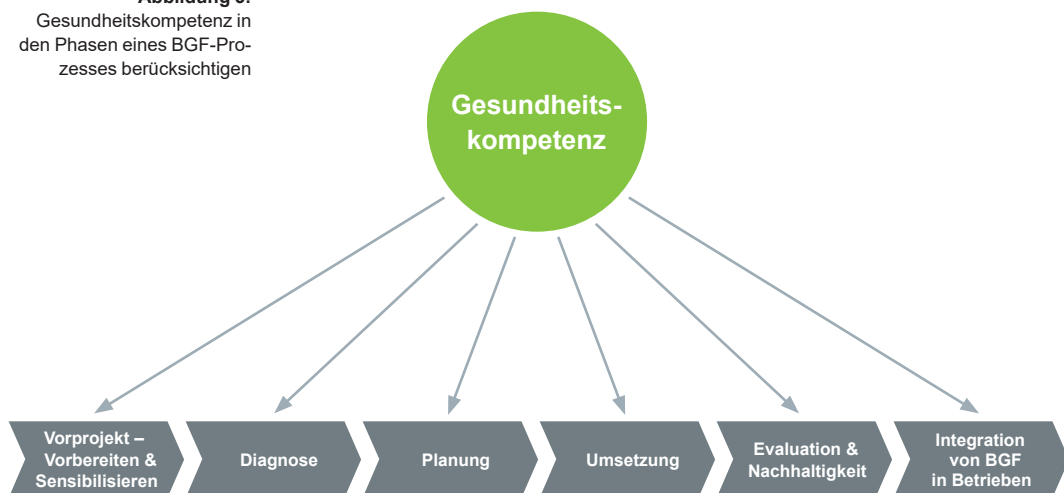 Gesundheitskompetenz in
den Phasen eines BGF-Pro-
zesses berücksichtigen
Gesundheits-
kompetenz
Vorprojekt –
Vorbereiten &
Sensibilisieren
Diagnose
Planung
Umsetzung
Evaluation &
Nachhaltigkeit
Integration
von BGF
in Betrieben